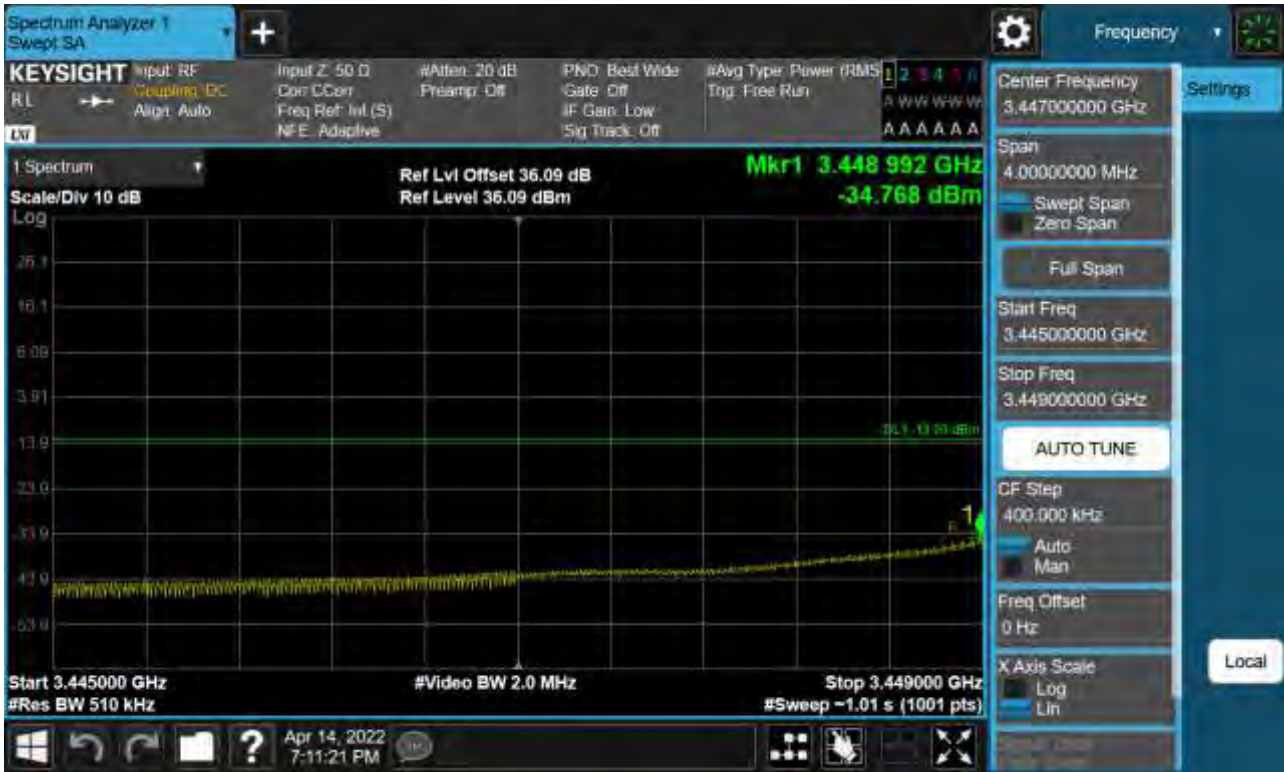 Spectrum Analyzer 1
Swept SA
Frequency
KEYSIGHT
RL
LXI
Input: RF
Coupling: DC
Align: Auto
Input Z: 50 Ω
Corr CCorr
Freq Ref: Int (S)
NFE: Adaptive
#Atten: 20 dB
Preamp: Off
PNO: Best Wide
Gate: Off
IF Gain: Low
Sig Track: Off
#Avg Type: Power (RMS
Trig: Free Run
1 2 3 4 5 6
A W W W W W
A A A A A A
1 Spectrum
Scale/Div 10 dB
Log
Ref Lvl Offset 36.09 dB
Ref Level 36.09 dBm
Mkr1 3.448 992 GHz
-34.768 dBm
26.1
16.1
6.09
-3.91
-13.9
DL1 -13.00 dBm
-23.9
-33.9
1
-43.9
-53.9
Start 3.445000 GHz
#Video BW 2.0 MHz
Stop 3.449000 GHz
#Res BW 510 kHz
#Sweep ~1.01 s (1001 pts)
Apr 14, 2022
7:11:21 PM
?
Center Frequency
3.447000000 GHz
Settings
Span
4.00000000 MHz
Swept Span
Zero Span
Full Span
Start Freq
3.445000000 GHz
Stop Freq
3.449000000 GHz
AUTO TUNE
CF Step
400.000 kHz
Auto
Man
Freq Offset
0 Hz
X Axis Scale
Log
Lin
Local